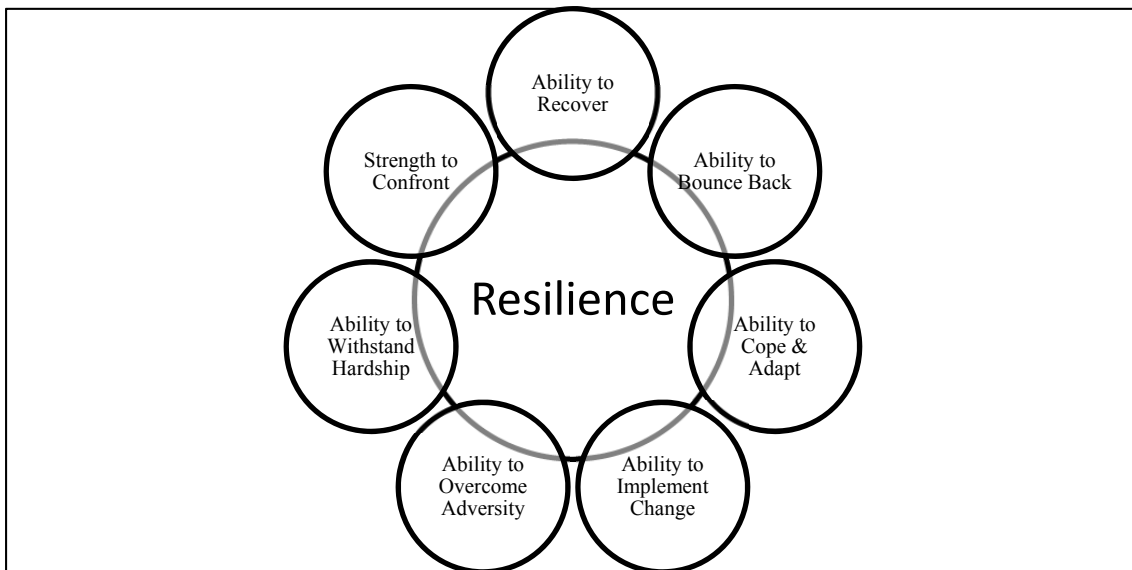 Ability to
Recover
Ability to
Bounce Back
Ability to
Cope &
Adapt
Ability to
Implement
Change
Ability to
Overcome
Adversity
Ability to
Withstand
Hardship
Strength to
Confront
Resilience